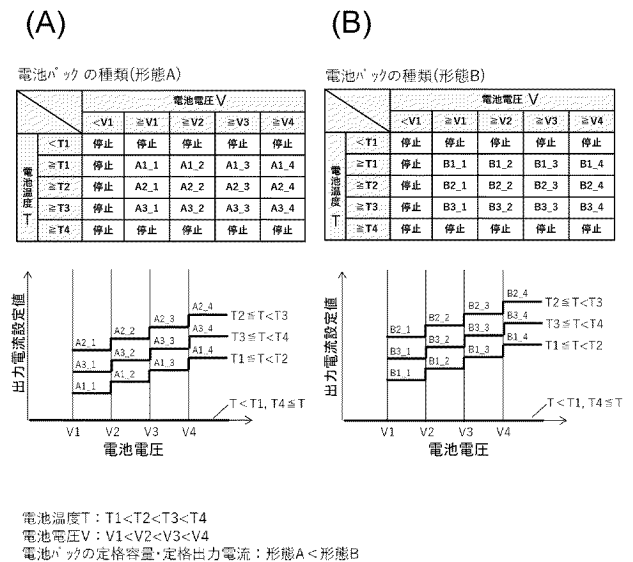 (A)
(B)
電池パックの種類(形態A)
電池電圧 V
<V1 ≧V1 ≧V2 ≧V3 ≧V4
電池温度 T
<T1 停止 停止 停止 停止 停止
≧T1 停止 A1_1 A1_2 A1_3 A1_4
≧T2 停止 A2_1 A2_2 A2_3 A2_4
≧T3 停止 A3_1 A3_2 A3_3 A3_4
≧T4 停止 停止 停止 停止 停止
電池パックの種類(形態B)
電池電圧 V
<V1 ≧V1 ≧V2 ≧V3 ≧V4
電池温度 T
<T1 停止 停止 停止 停止 停止
≧T1 停止 B1_1 B1_2 B1_3 B1_4
≧T2 停止 B2_1 B2_2 B2_3 B2_4
≧T3 停止 B3_1 B3_2 B3_3 B3_4
≧T4 停止 停止 停止 停止 停止
出力電流設定値
A2_1 A2_2 A2_3 A2_4 T2≦T<T3
A3_1 A3_2 A3_3 A3_4 T3≦T<T4
A1_1 A1_2 A1_3 A1_4 T1≦T<T2
T<T1, T4≦T
V1 V2 V3 V4
電池電圧
出力電流設定値
B2_1 B2_2 B2_3 B2_4 T2≦T<T3
B3_1 B3_2 B3_3 B3_4 T3≦T<T4
B1_1 B1_2 B1_3 B1_4 T1≦T<T2
T<T1, T4≦T
V1 V2 V3 V4
電池電圧
電池温度T：T1<T2<T3<T4
電池電圧V：V1<V2<V3<V4
電池パックの定格容量・定格出力電流：形態A＜形態B